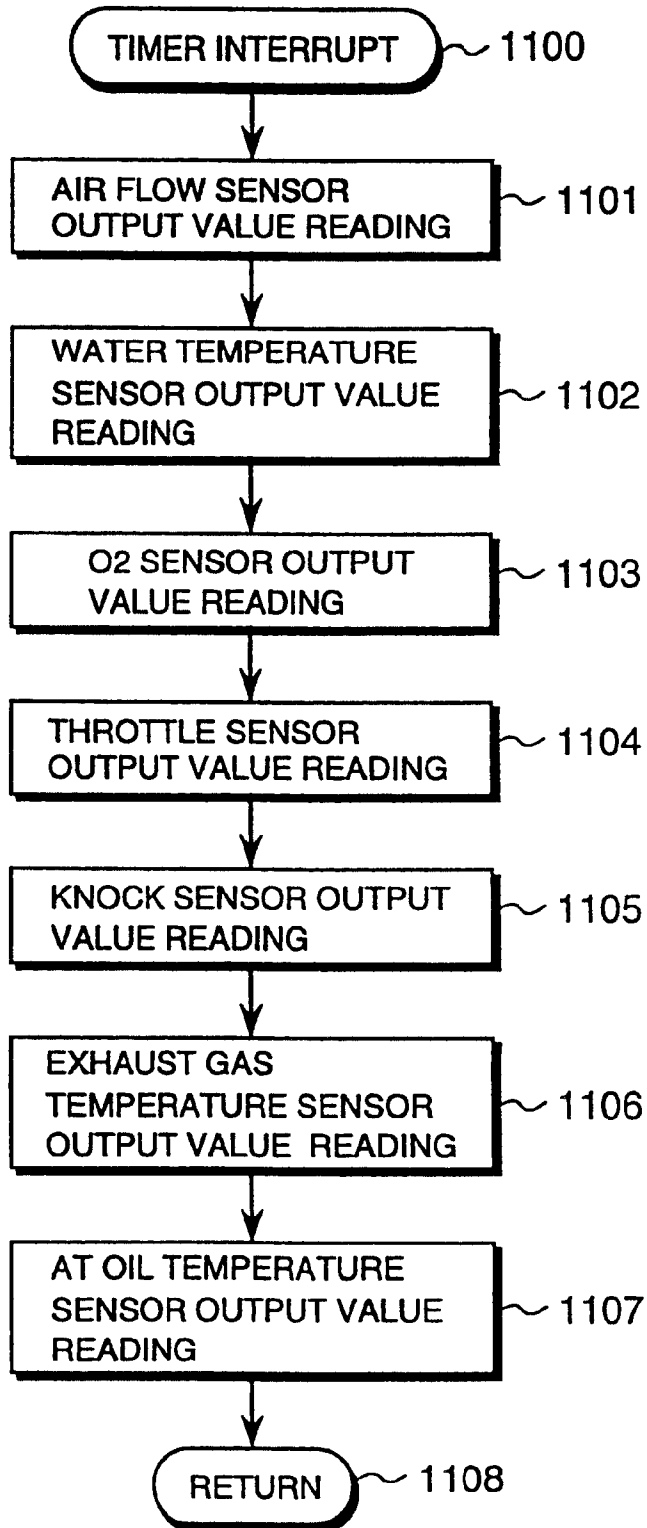 TIMER INTERRUPT
1100
AIR FLOW SENSOR
OUTPUT VALUE READING
1101
WATER TEMPERATURE
SENSOR OUTPUT VALUE
READING
1102
O2 SENSOR OUTPUT
VALUE READING
1103
THROTTLE SENSOR
OUTPUT VALUE READING
1104
KNOCK SENSOR OUTPUT
VALUE READING
1105
EXHAUST GAS
TEMPERATURE SENSOR
OUTPUT VALUE READING
1106
AT OIL TEMPERATURE
SENSOR OUTPUT VALUE
READING
1107
RETURN
1108